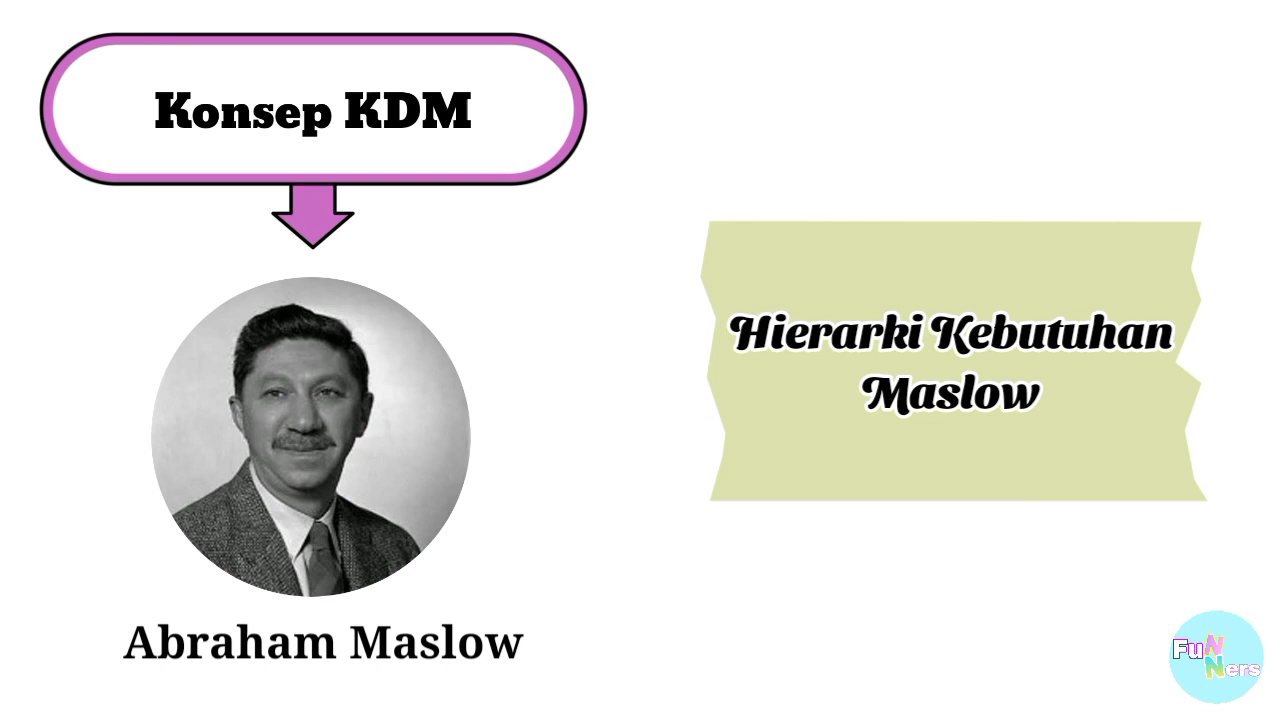 Konsep KDM
Abraham Maslow
Hierarki Kebutuhan
Maslow
FuN
Ners